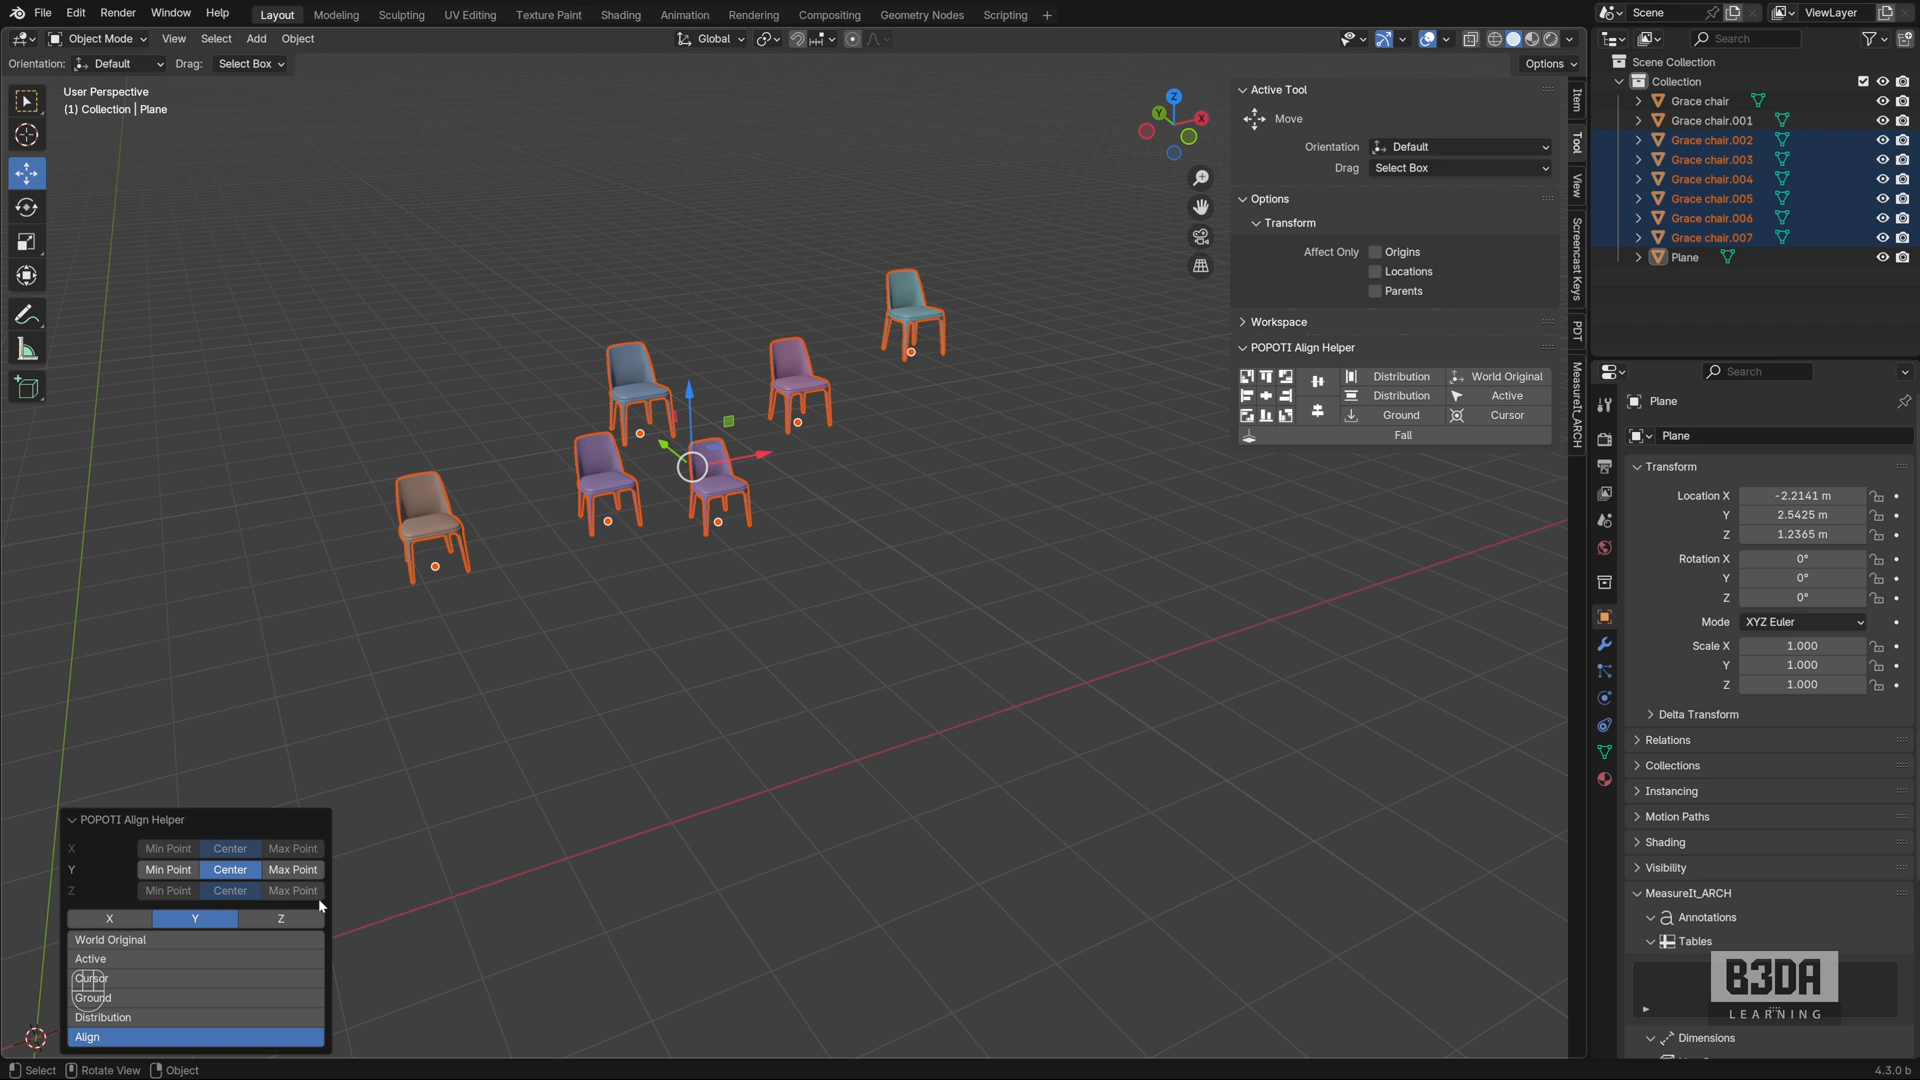 File Edit Render Window Help Layout Modeling Sculpting UV Editing Texture Paint Shading Animation Rendering Compositing Geometry Nodes Scripting + Scene ViewLayer
Object Mode View Select Add Object Global Search
Orientation: Default Drag: Select Box Options
User Perspective
(1) Collection | Plane
Active Tool
Move
Orientation Default
Drag Select Box
Options
Transform
Affect Only Origins
Locations
Parents
Workspace
POPOTI Align Helper
Distribution World Original
Distribution Active
Ground Cursor
Fall
Z
Y
X
Item
Tool
View
Screencast Keys
PDT
MeasureIt_ARCH
Scene Collection
Collection
Grace chair
Grace chair.001
Grace chair.002
Grace chair.003
Grace chair.004
Grace chair.005
Grace chair.006
Grace chair.007
Plane
Search
Plane
Plane
Transform
Location X -2.2141 m
Y 2.5425 m
Z 1.2365 m
Rotation X 0°
Y 0°
Z 0°
Mode XYZ Euler
Scale X 1.000
Y 1.000
Z 1.000
Delta Transform
Relations
Collections
Instancing
Motion Paths
Shading
Visibility
MeasureIt_ARCH
Annotations
Tables
B3DA
LEARNING
Dimensions
POPOTI Align Helper
X Min Point Center Max Point
Y Min Point Center Max Point
Z Min Point Center Max Point
X Y Z
World Original
Active
Cursor
Ground
Distribution
Align
Select Rotate View Object 4.3.0 b